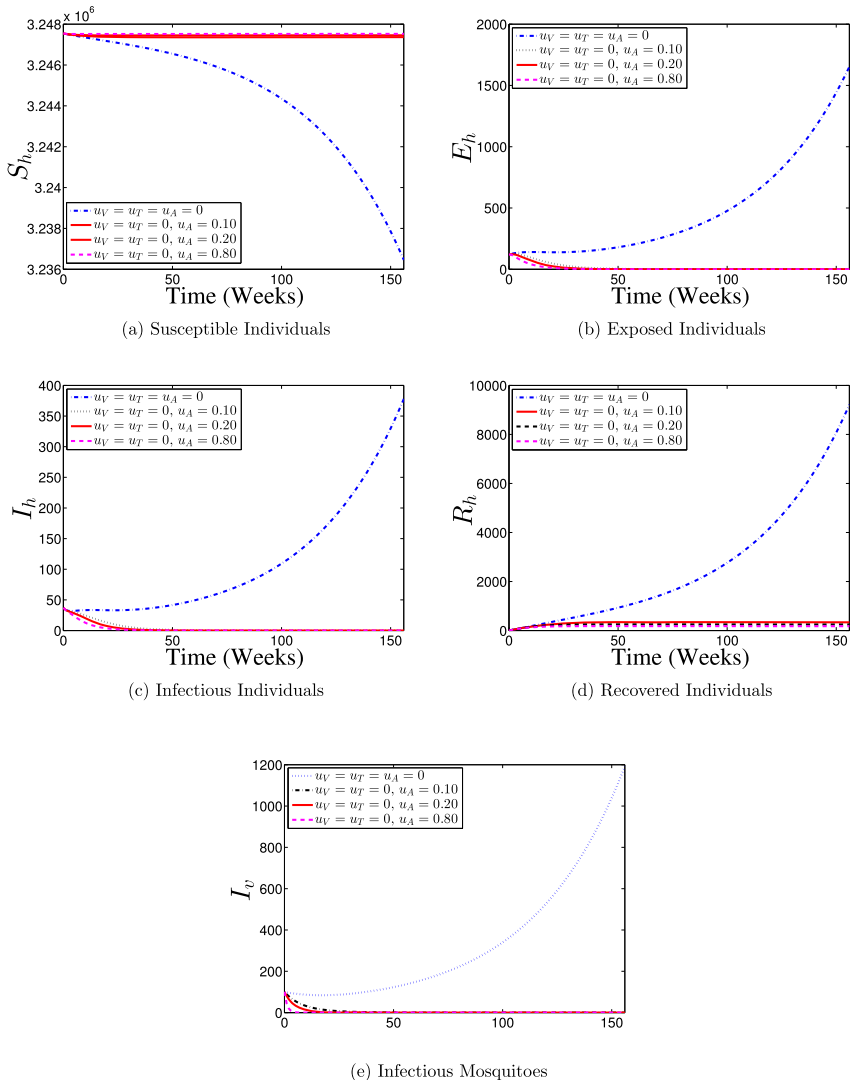 x 10⁶
3.248
3.246
3.244
3.242
3.24
3.238
3.236
S_h
u_V = u_T = u_A = 0
u_V = u_T = 0, u_A = 0.10
u_V = u_T = 0, u_A = 0.20
u_V = u_T = 0, u_A = 0.80
0 50 100 150
Time (Weeks)
(a) Susceptible Individuals
2000
1500
1000
500
0
E_h
u_V = u_T = u_A = 0
u_V = u_T = 0, u_A = 0.10
u_V = u_T = 0, u_A = 0.20
u_V = u_T = 0, u_A = 0.80
0 50 100 150
Time (Weeks)
(b) Exposed Individuals
400
350
300
250
200
150
100
50
0
I_h
u_V = u_T = u_A = 0
u_V = u_T = 0, u_A = 0.10
u_V = u_T = 0, u_A = 0.20
u_V = u_T = 0, u_A = 0.80
0 50 100 150
Time (Weeks)
(c) Infectious Individuals
10000
8000
6000
4000
2000
0
R_h
u_V = u_T = u_A = 0
u_V = u_T = 0, u_A = 0.10
u_V = u_T = 0, u_A = 0.20
u_V = u_T = 0, u_A = 0.80
0 50 100 150
Time (Weeks)
(d) Recovered Individuals
1200
1000
800
600
400
200
0
I_v
u_V = u_T = u_A = 0
u_V = u_T = 0, u_A = 0.10
u_V = u_T = 0, u_A = 0.20
u_V = u_T = 0, u_A = 0.80
0 50 100 150
(e) Infectious Mosquitoes